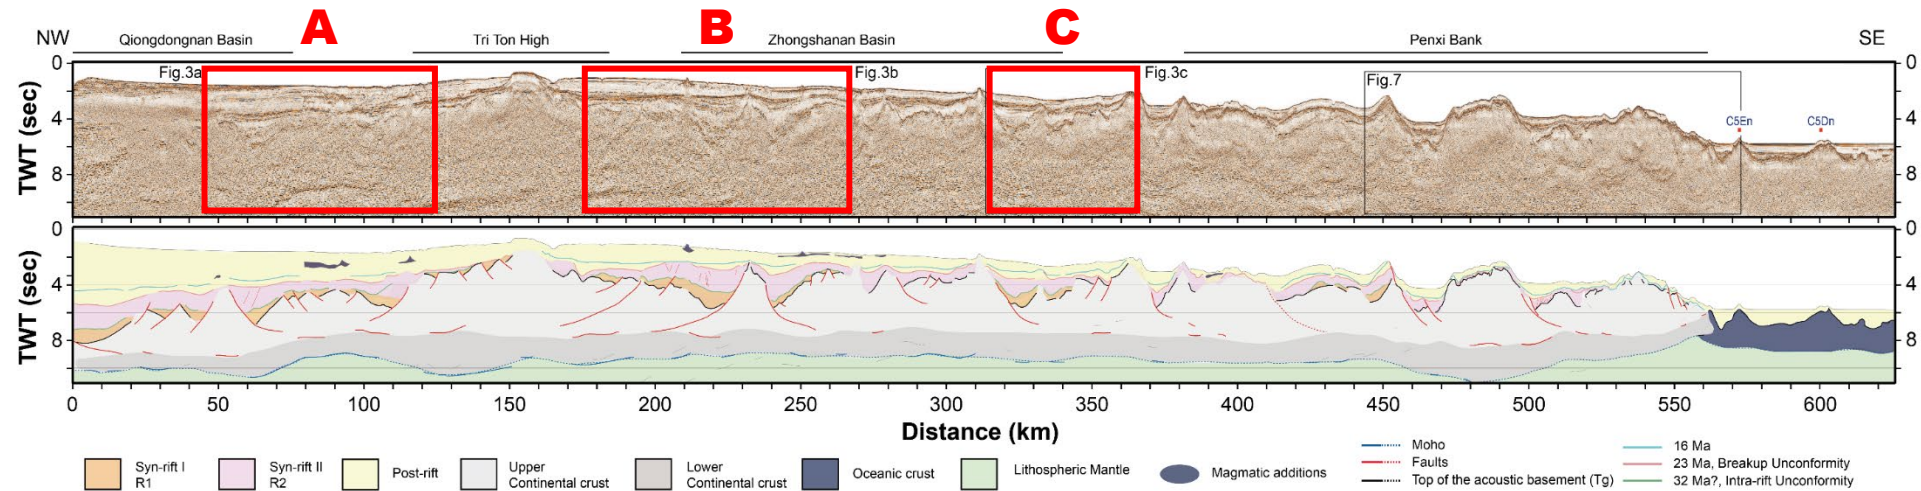 A B C
NW Qiongdongnan Basin Tri Ton High Zhongshanan Basin Penxi Bank SE
0 Fig.3a Fig.3b Fig.3c Fig.7 0
TWT (sec)
4 C5En C5Dn 4
8 8
0 0
TWT (sec)
4 4
8 8
0 50 100 150 200 250 300 350 400 450 500 550 600
Distance (km)
Syn-rift I
R1
Syn-rift II
R2
Post-rift
Upper
Continental crust
Lower
Continental crust
Oceanic crust
Lithospheric Mantle
Magmatic additions
Moho
Faults
Top of the acoustic basement (Tg)
16 Ma
23 Ma, Breakup Unconformity
32 Ma?, Intra-rift Unconformity